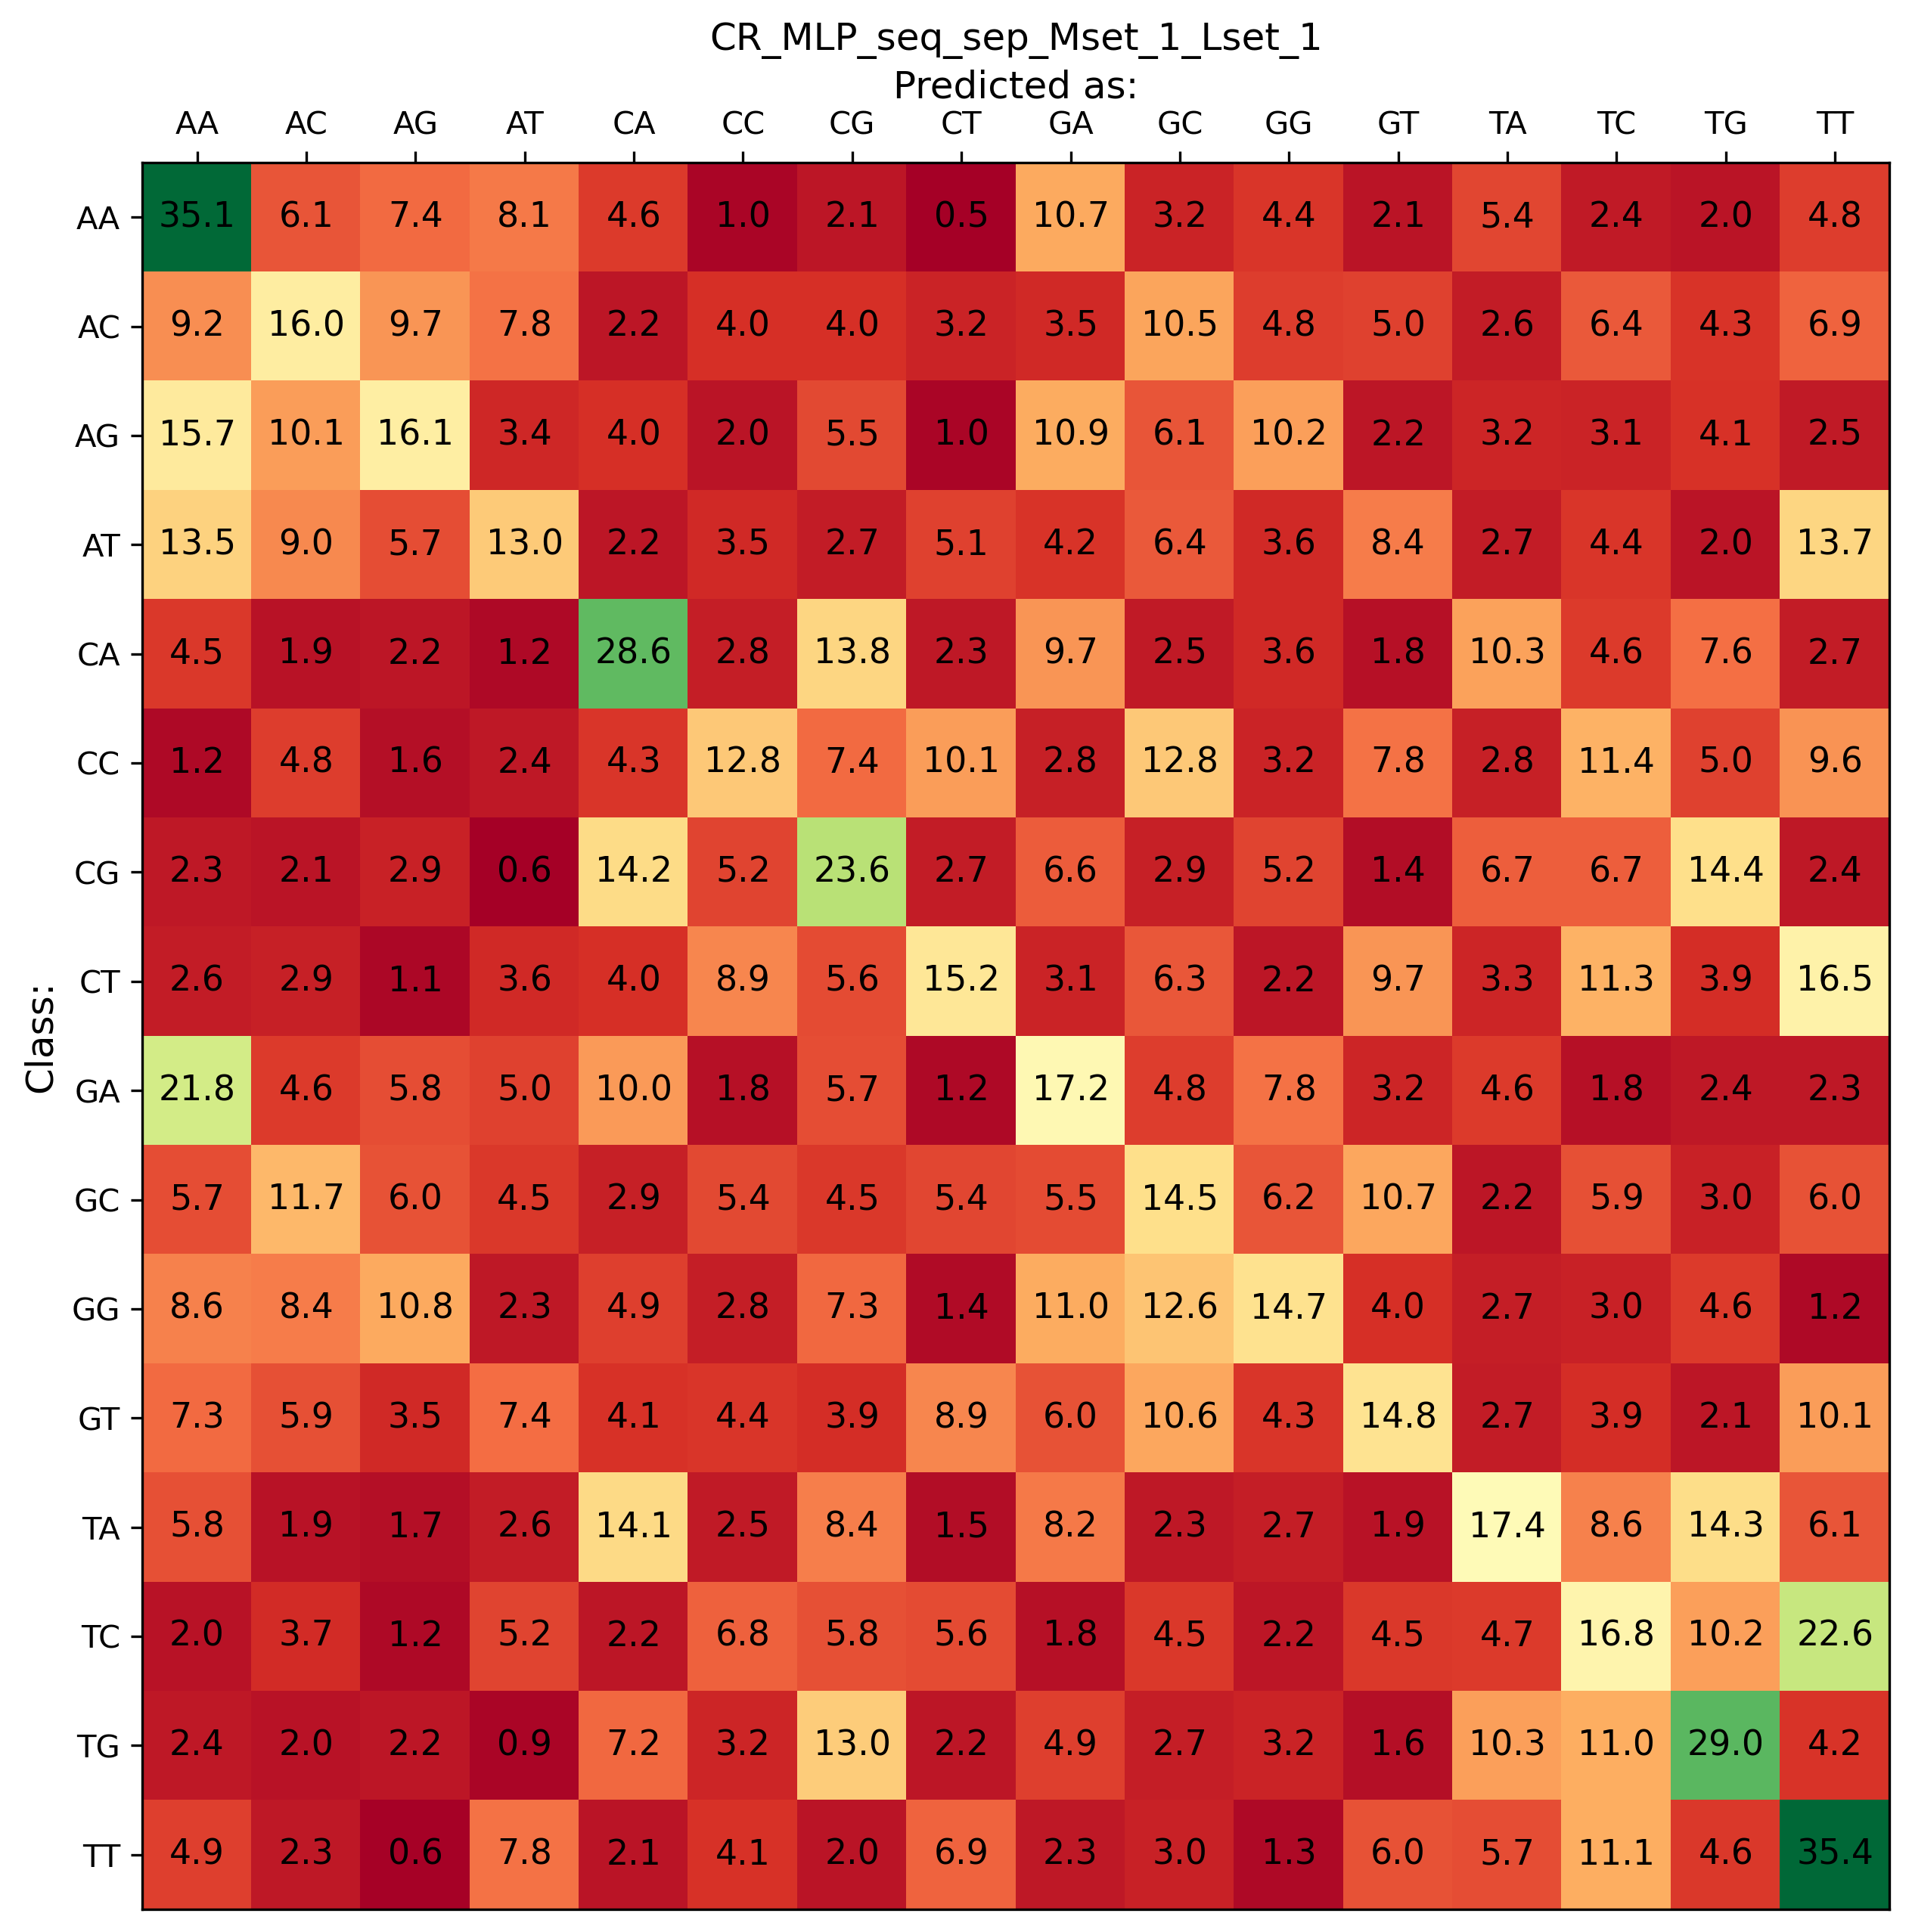 CR_MLP_seq_sep_Mset_1_Lset_1
Predicted as:
AA AC AG AT CA CC CG CT GA GC GG GT TA TC TG TT
AA 35.1 6.1 7.4 8.1 4.6 1.0 2.1 0.5 10.7 3.2 4.4 2.1 5.4 2.4 2.0 4.8
AC 9.2 16.0 9.7 7.8 2.2 4.0 4.0 3.2 3.5 10.5 4.8 5.0 2.6 6.4 4.3 6.9
AG 15.7 10.1 16.1 3.4 4.0 2.0 5.5 1.0 10.9 6.1 10.2 2.2 3.2 3.1 4.1 2.5
AT 13.5 9.0 5.7 13.0 2.2 3.5 2.7 5.1 4.2 6.4 3.6 8.4 2.7 4.4 2.0 13.7
CA 4.5 1.9 2.2 1.2 28.6 2.8 13.8 2.3 9.7 2.5 3.6 1.8 10.3 4.6 7.6 2.7
CC 1.2 4.8 1.6 2.4 4.3 12.8 7.4 10.1 2.8 12.8 3.2 7.8 2.8 11.4 5.0 9.6
CG 2.3 2.1 2.9 0.6 14.2 5.2 23.6 2.7 6.6 2.9 5.2 1.4 6.7 6.7 14.4 2.4
CT 2.6 2.9 1.1 3.6 4.0 8.9 5.6 15.2 3.1 6.3 2.2 9.7 3.3 11.3 3.9 16.5
Class:
GA 21.8 4.6 5.8 5.0 10.0 1.8 5.7 1.2 17.2 4.8 7.8 3.2 4.6 1.8 2.4 2.3
GC 5.7 11.7 6.0 4.5 2.9 5.4 4.5 5.4 5.5 14.5 6.2 10.7 2.2 5.9 3.0 6.0
GG 8.6 8.4 10.8 2.3 4.9 2.8 7.3 1.4 11.0 12.6 14.7 4.0 2.7 3.0 4.6 1.2
GT 7.3 5.9 3.5 7.4 4.1 4.4 3.9 8.9 6.0 10.6 4.3 14.8 2.7 3.9 2.1 10.1
TA 5.8 1.9 1.7 2.6 14.1 2.5 8.4 1.5 8.2 2.3 2.7 1.9 17.4 8.6 14.3 6.1
TC 2.0 3.7 1.2 5.2 2.2 6.8 5.8 5.6 1.8 4.5 2.2 4.5 4.7 16.8 10.2 22.6
TG 2.4 2.0 2.2 0.9 7.2 3.2 13.0 2.2 4.9 2.7 3.2 1.6 10.3 11.0 29.0 4.2
TT 4.9 2.3 0.6 7.8 2.1 4.1 2.0 6.9 2.3 3.0 1.3 6.0 5.7 11.1 4.6 35.4